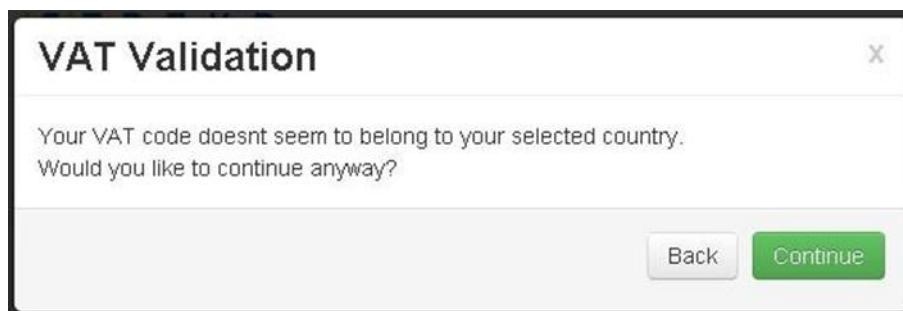 VAT Validation
x
Your VAT code doesnt seem to belong to your selected country.
Would you like to continue anyway?
Back
Continue